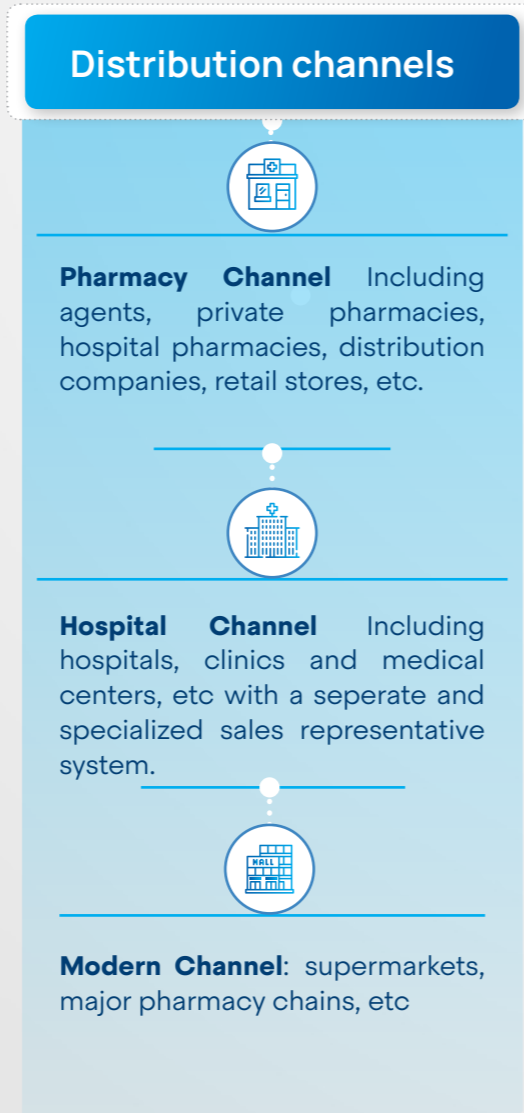 Distribution channels
Pharmacy Channel Including
agents, private pharmacies,
hospital pharmacies, distribution
companies, retail stores, etc.
Hospital Channel Including
hospitals, clinics and medical
centers, etc with a seperate and
specialized sales representative
system.
MALL
Modern Channel: supermarkets,
major pharmacy chains, etc